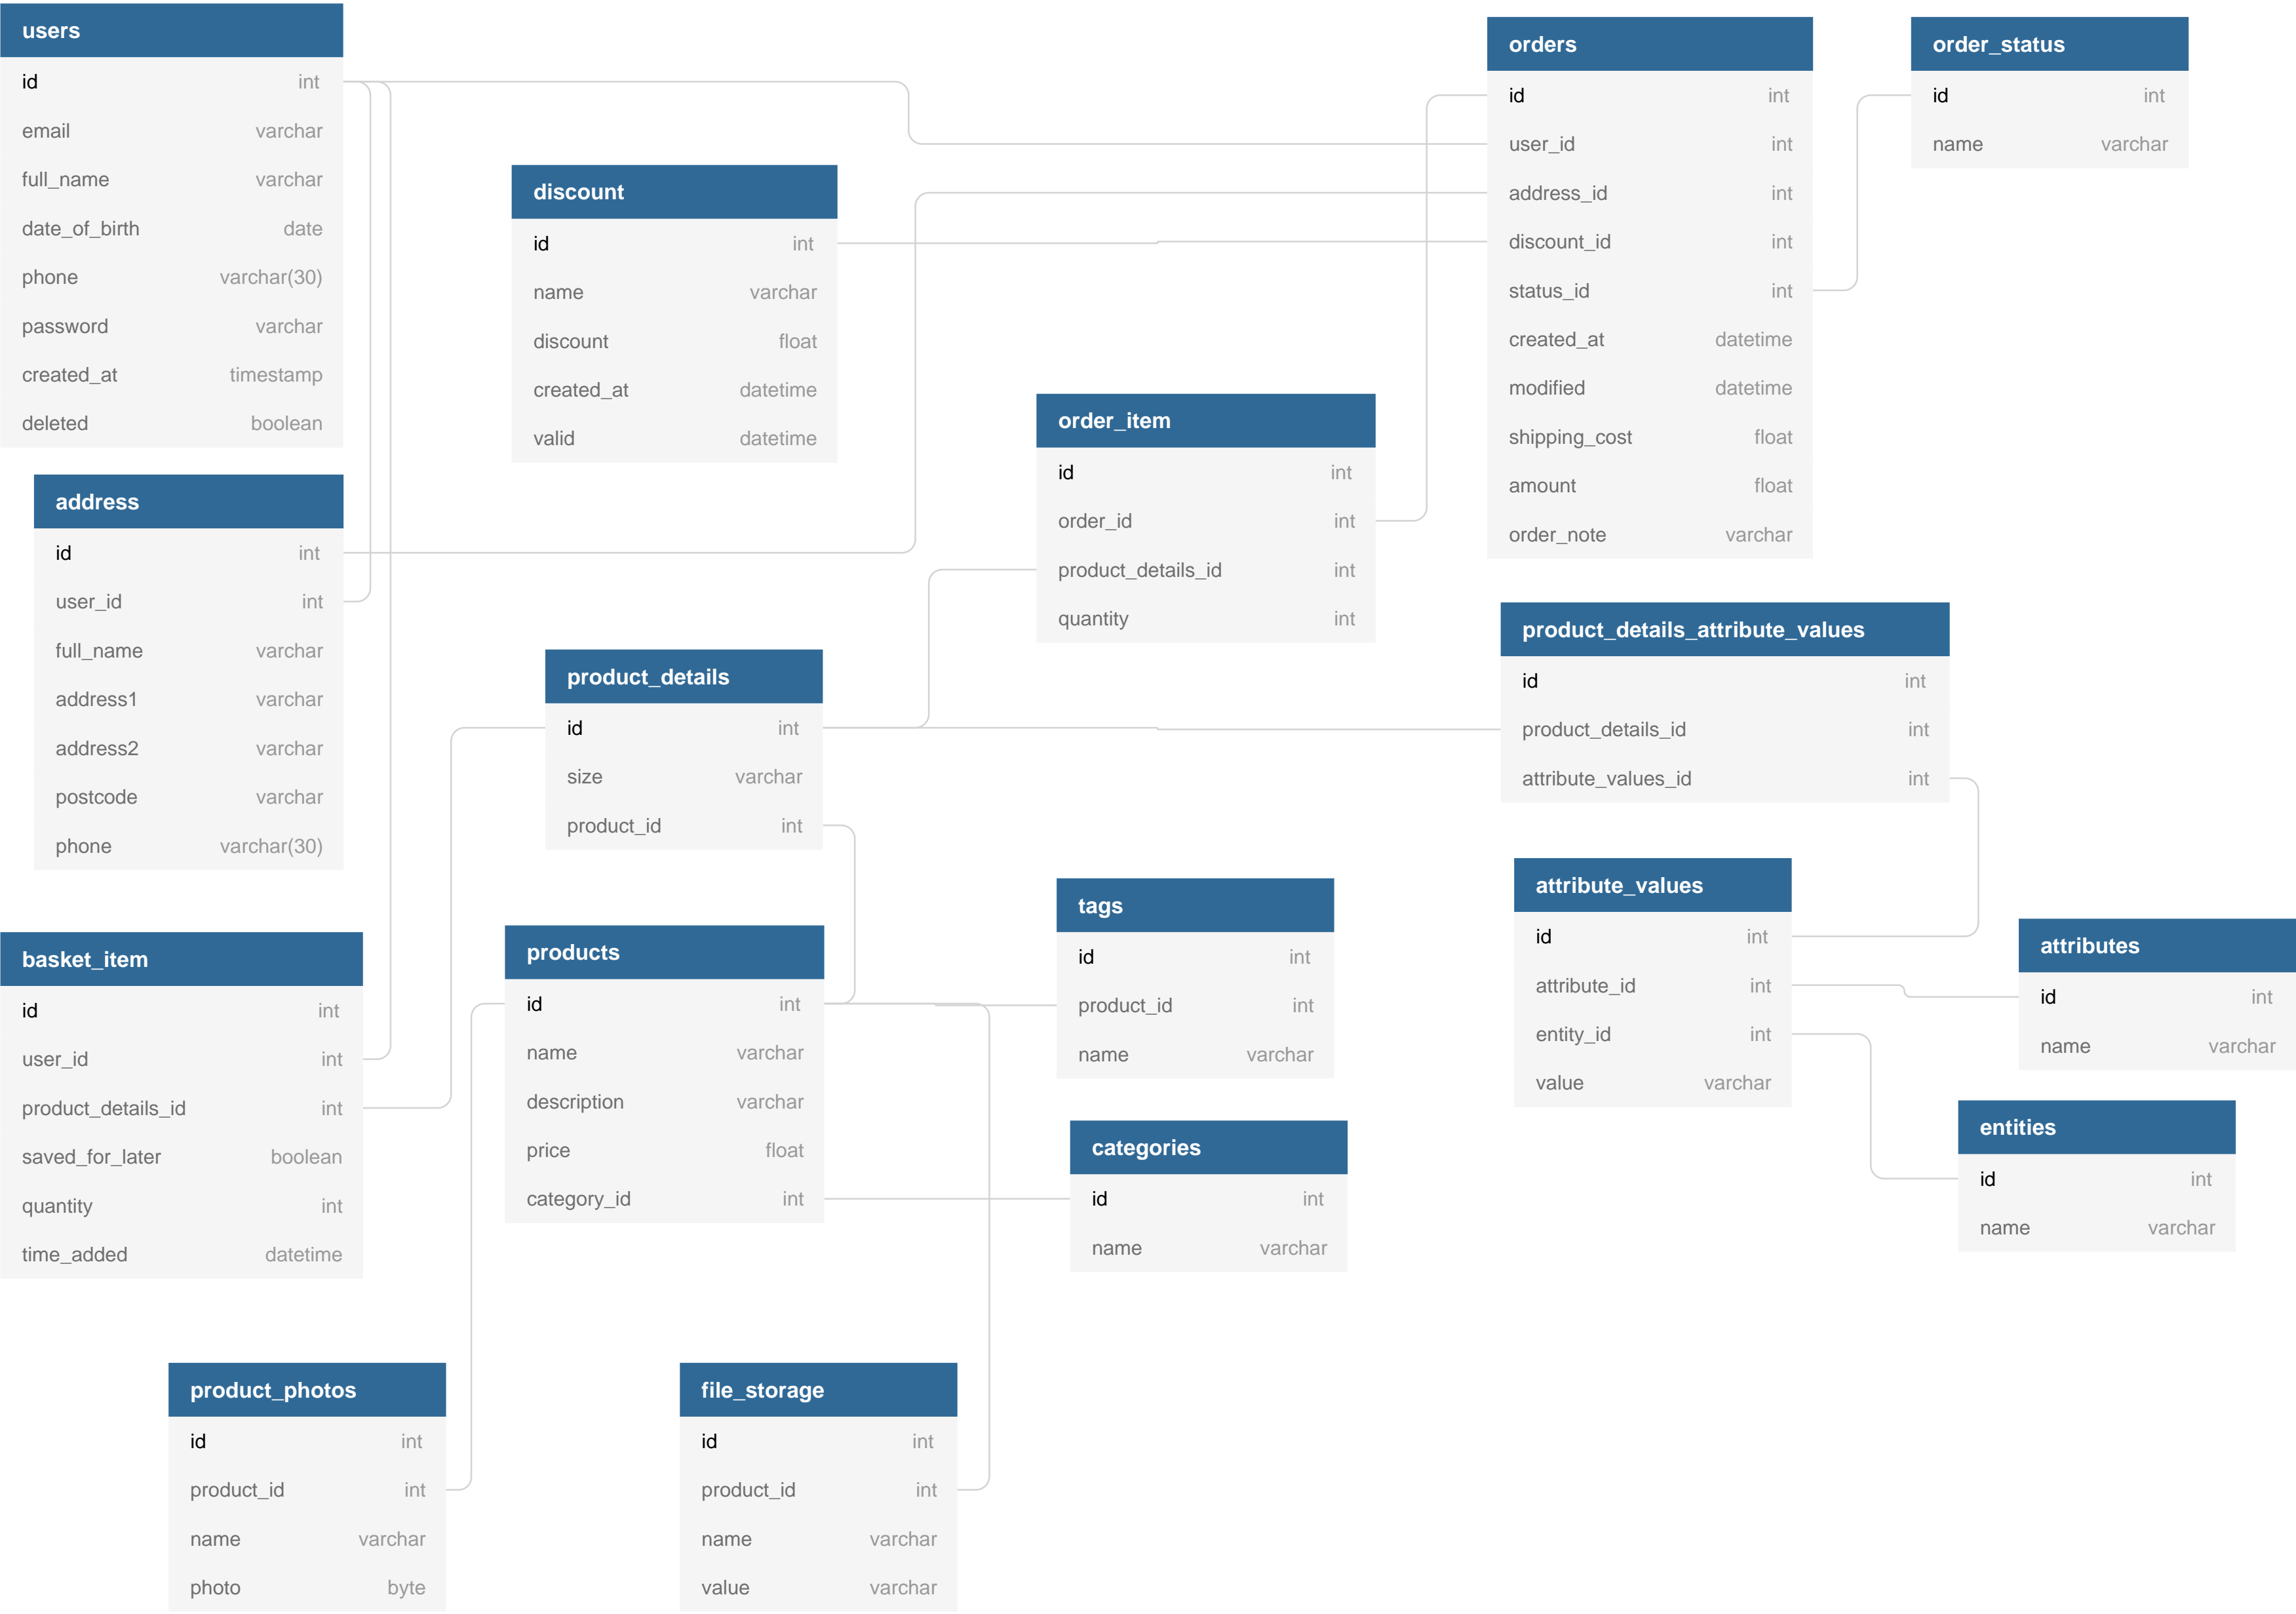 users
id int
email varchar
full_name varchar
date_of_birth date
phone varchar(30)
password varchar
created_at timestamp
deleted boolean
address
id int
user_id int
full_name varchar
address1 varchar
address2 varchar
postcode varchar
phone varchar(30)
basket_item
id int
user_id int
product_details_id int
saved_for_later boolean
quantity int
time_added datetime
discount
id int
name varchar
discount float
created_at datetime
valid datetime
product_details
id int
size varchar
product_id int
products
id int
name varchar
description varchar
price float
category_id int
product_photos
id int
product_id int
name varchar
photo byte
file_storage
id int
product_id int
name varchar
value varchar
order_item
id int
order_id int
product_details_id int
quantity int
tags
id int
product_id int
name varchar
categories
id int
name varchar
orders
id int
user_id int
address_id int
discount_id int
status_id int
created_at datetime
modified datetime
shipping_cost float
amount float
order_note varchar
order_status
id int
name varchar
product_details_attribute_values
id int
product_details_id int
attribute_values_id int
attribute_values
id int
attribute_id int
entity_id int
value varchar
attributes
id int
name varchar
entities
id int
name varchar